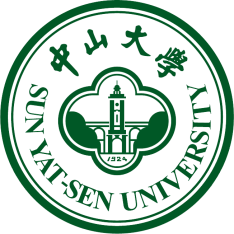 中山大學
1924
SUN YAT-SEN UNIVERSITY